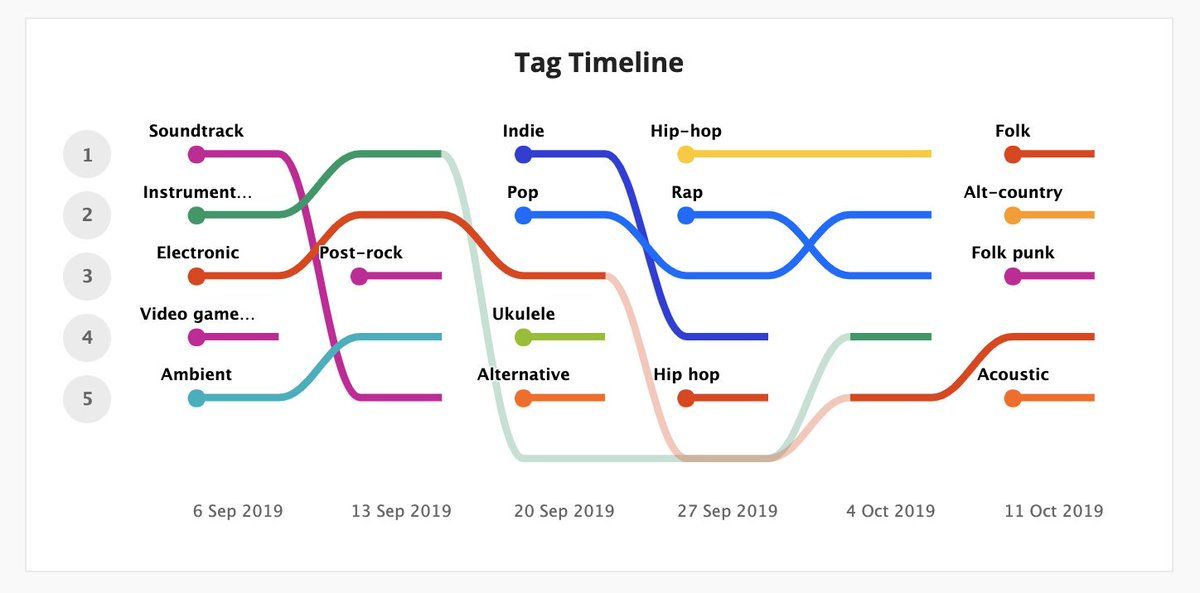 Tag Timeline
Soundtrack
Indie
Hip-hop
Folk
1
Instrument...
Pop
Rap
Alt-country
2
Electronic
Post-rock
Folk punk
3
Video game...
Ukulele
4
Ambient
Alternative
Hip hop
Acoustic
5
6 Sep 2019
13 Sep 2019
20 Sep 2019
27 Sep 2019
4 Oct 2019
11 Oct 2019